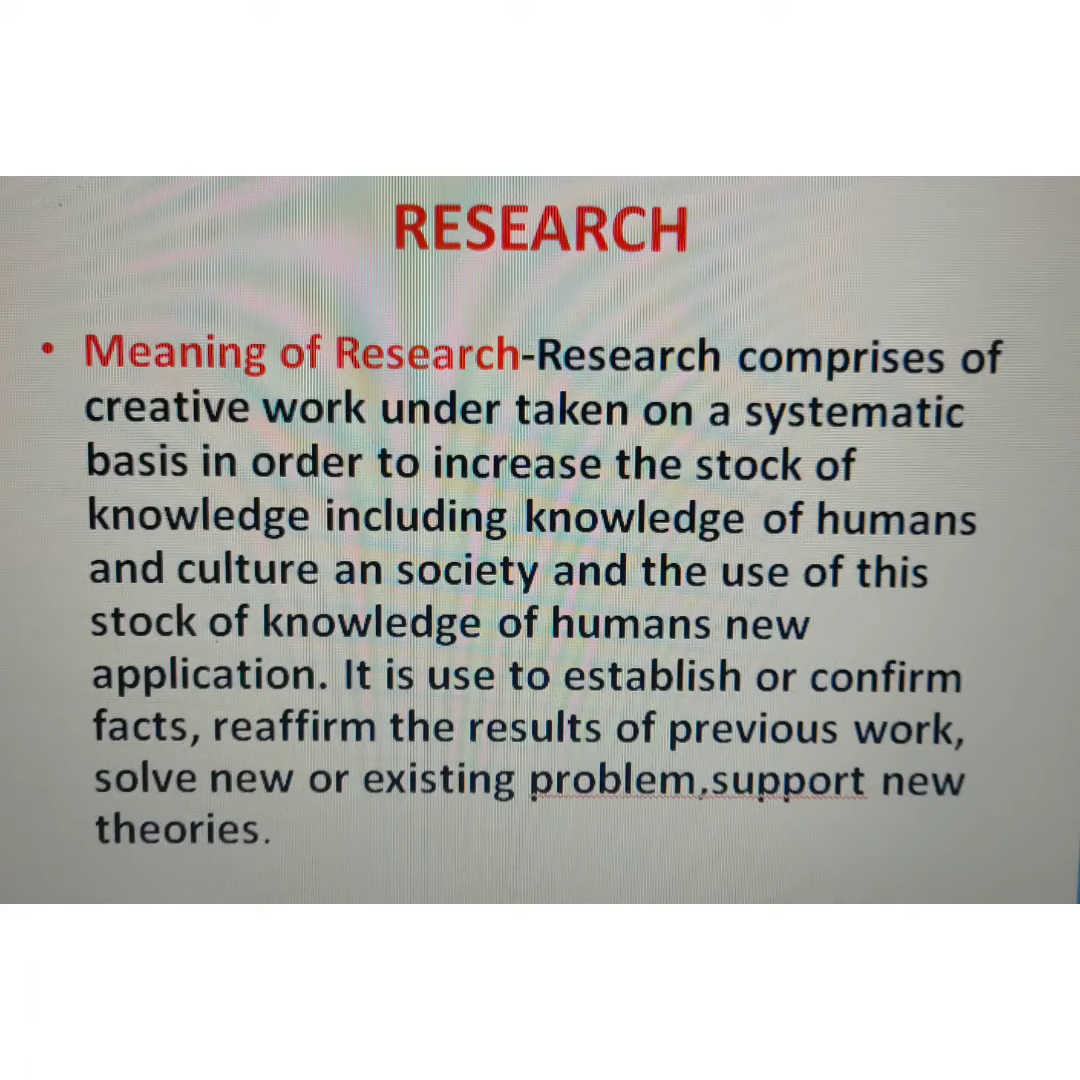 RESEARCH
• Meaning of Research-Research comprises of
creative work under taken on a systematic
basis in order to increase the stock of
knowledge including knowledge of humans
and culture an society and the use of this
stock of knowledge of humans new
application. It is use to establish or confirm
facts, reaffirm the results of previous work,
solve new or existing problem,support new
theories.